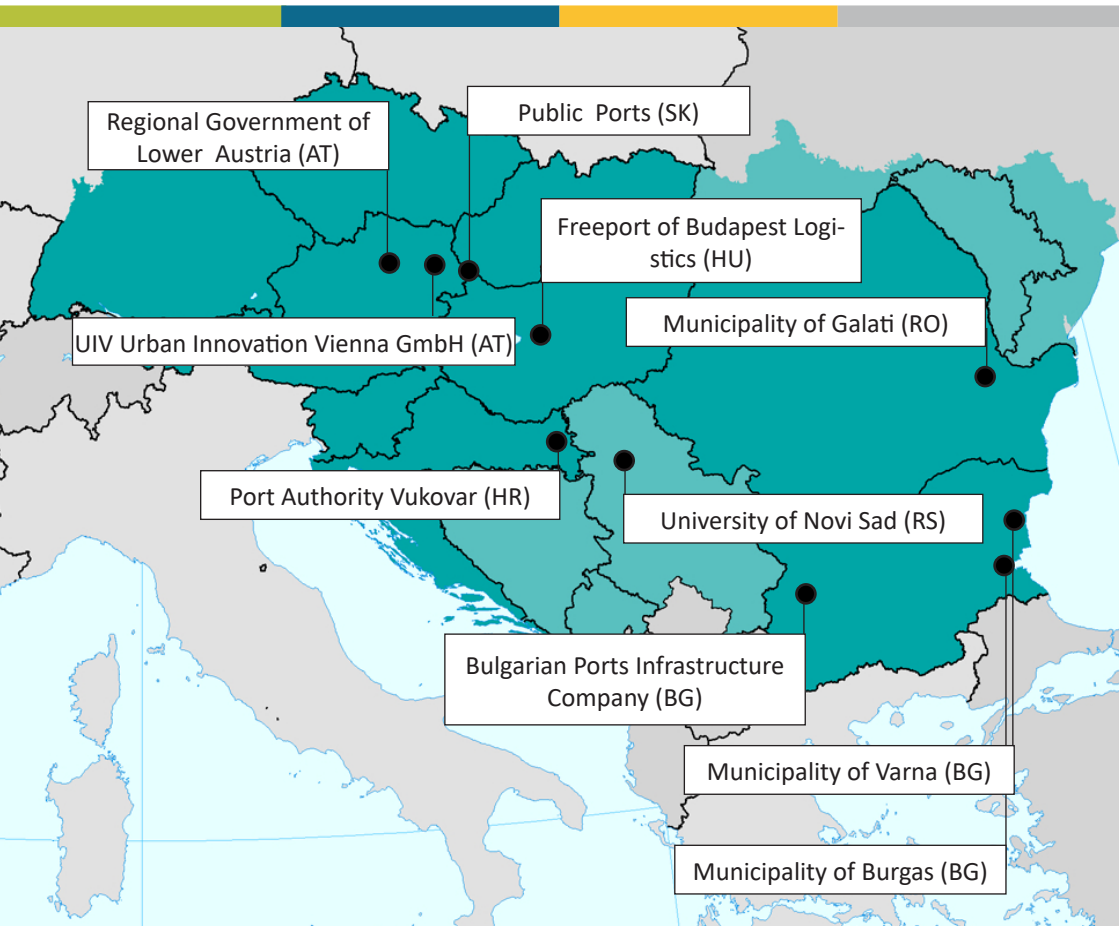 Public  Ports (SK)
Regional Government of
Lower  Austria (AT)
Freeport of Budapest Logi-
stics (HU)
Municipality of Galati (RO)
UIV Urban Innovation Vienna GmbH (AT)
Port Authority Vukovar (HR)
University of Novi Sad (RS)
Bulgarian Ports Infrastructure
Company (BG)
Municipality of Varna (BG)
Municipality of Burgas (BG)